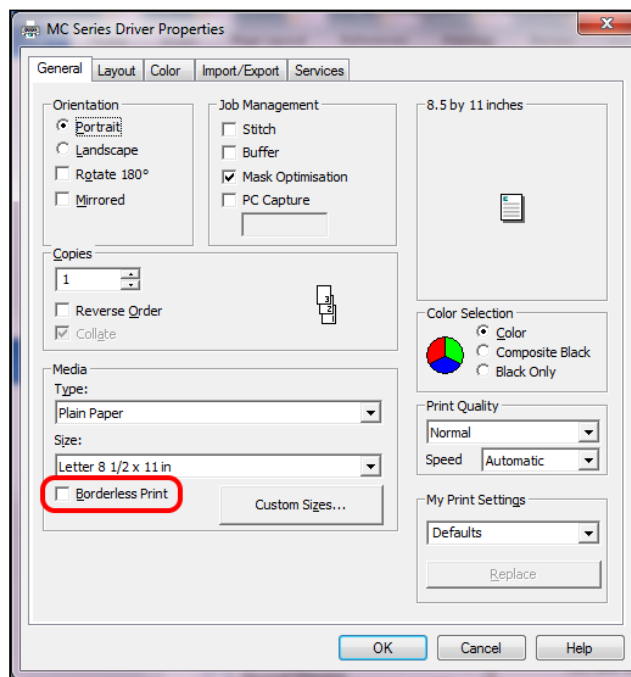 MC Series Driver Properties
General Layout Color Import/Export Services
Orientation
Portrait
Landscape
Rotate 180°
Mirrored
Job Management
Stitch
Buffer
Mask Optimisation
PC Capture
8.5 by 11 inches
Copies
1
Reverse Order
Collate
3
2
1
Color Selection
Color
Composite Black
Black Only
Media
Type:
Plain Paper
Size:
Letter 8 1/2 x 11 in
Borderless Print
Custom Sizes...
Print Quality
Normal
Speed Automatic
My Print Settings
Defaults
Replace
OK Cancel Help